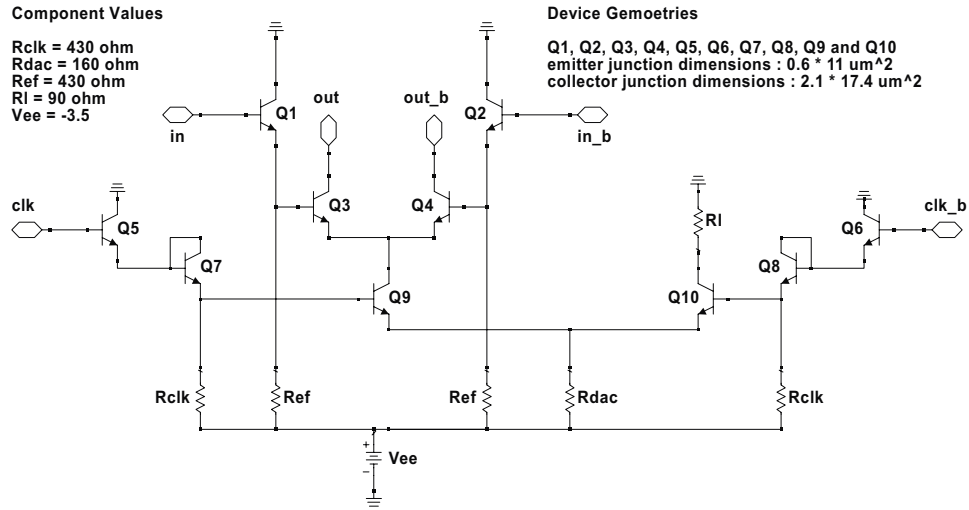 Component Values
Rclk = 430 ohm
Rdac = 160 ohm
Ref = 430 ohm
Rl = 90 ohm
Vee = -3.5
Device Gemoetries
Q1, Q2, Q3, Q4, Q5, Q6, Q7, Q8, Q9 and Q10
emitter junction dimensions : 0.6 * 11 um^2
collector junction dimensions : 2.1 * 17.4 um^2
Q1
out
out_b
Q2
in
in_b
clk
Q5
Q3
Q4
Rl
Q6
clk_b
Q7
Q8
Q9
Q10
Rclk
Ref
Ref
Rdac
Rclk
+
Vee
−